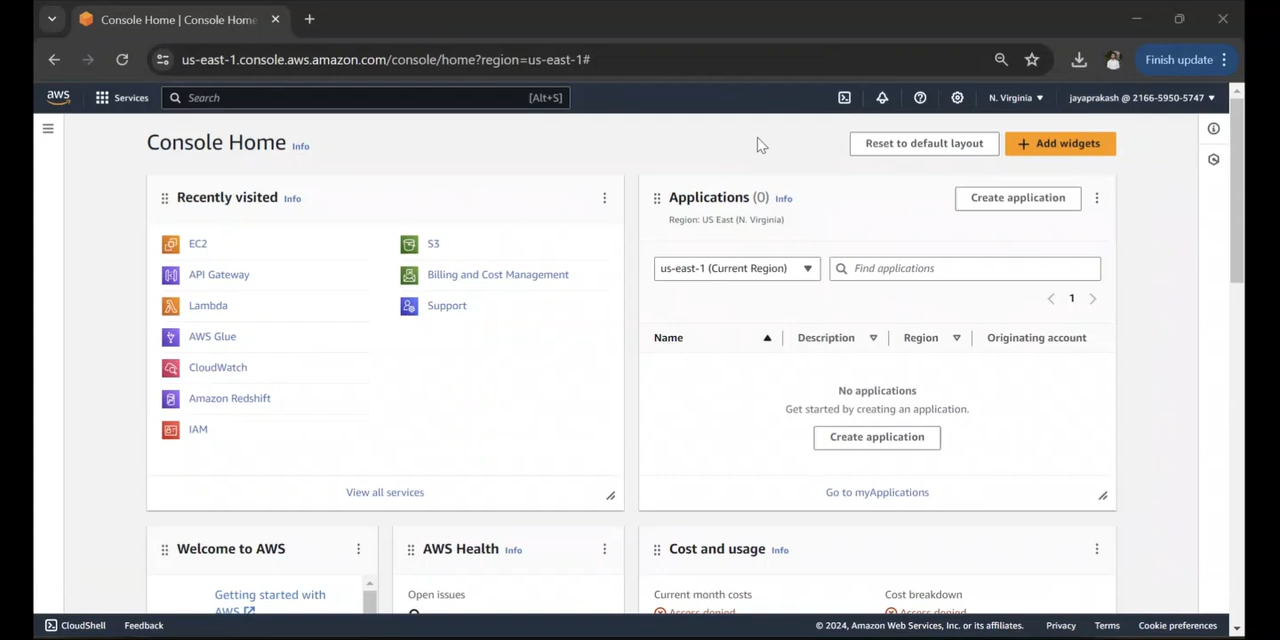 Console Home | Console Home
us-east-1.console.aws.amazon.com/console/home?region=us-east-1#
Finish update
aws
Services
Search
[Alt+S]
N. Virginia
jayaprakash @ 2166-5950-5747
Console Home Info
Reset to default layout
Add widgets
Recently visited Info
EC2
API Gateway
Lambda
AWS Glue
CloudWatch
Amazon Redshift
IAM
S3
Billing and Cost Management
Support
View all services
Applications (0) Info
Region: US East (N. Virginia)
Create application
us-east-1 (Current Region)
Find applications
1
Name Description Region Originating account
No applications
Get started by creating an application.
Create application
Go to myApplications
Welcome to AWS
Getting started with
AWS
AWS Health Info
Open issues
Cost and usage Info
Current month costs
Access denied
Cost breakdown
Access denied
CloudShell Feedback
© 2024, Amazon Web Services, Inc. or its affiliates. Privacy Terms Cookie preferences